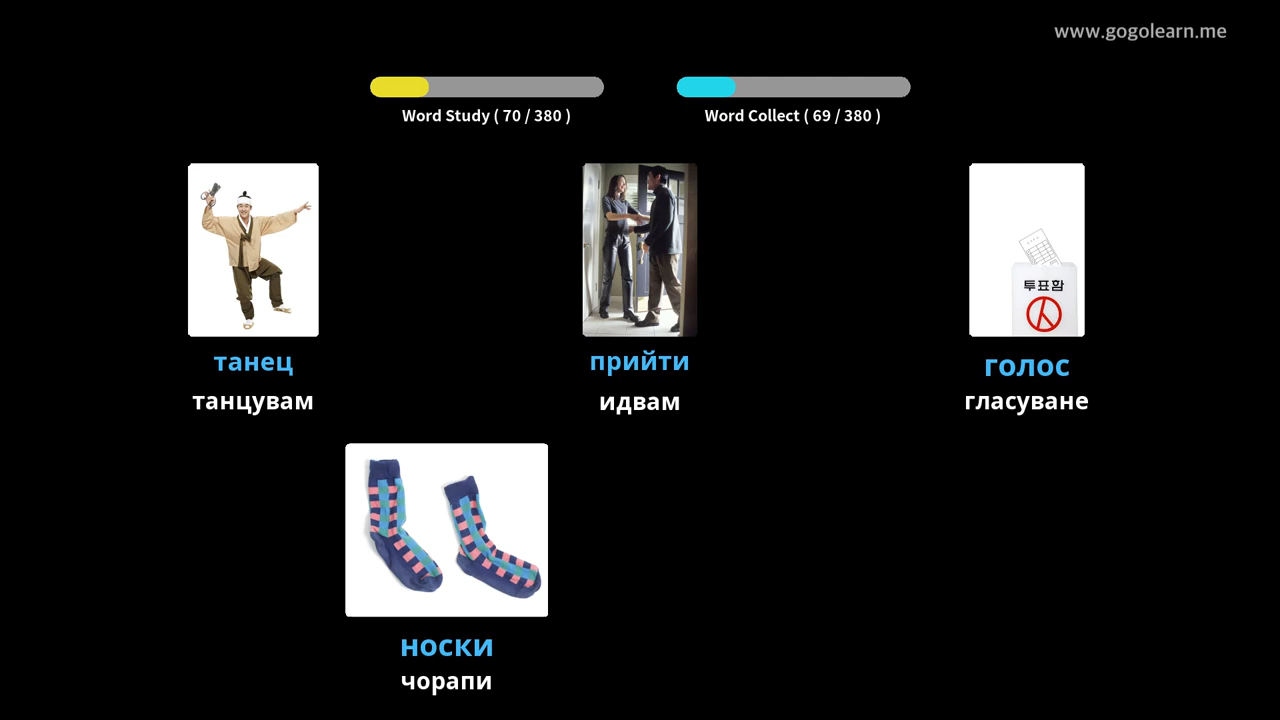 www.gogolearn.me
Word Study ( 70 / 380 )
Word Collect ( 69 / 380 )
투표함
танец
танцувам
прийти
идвам
голос
гласуване
носки
чорапи